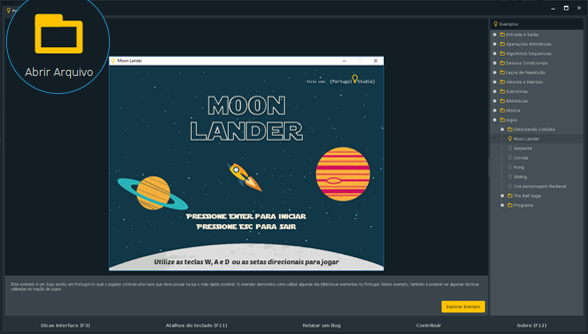 Abrir Arquivo
Moon Lander
Feito com: {Portugol Studio}
MOON
LANDER
PRESSIONE ENTER PARA INICIAR
PRESSIONE ESC PARA SAIR
Utilize as teclas W, A e D ou as setas direcionais para jogar
Exemplos
Entrada e Saída
Operações Aritméticas
Algoritmos Sequenciais
Desvios Condicionais
Laços de Repetição
Vetores e Matrizes
Subrotinas
Bibliotecas
Música
Jogos
Detectando Colisões
Moon Lander
Serpente
Corrida
Pong
Sliding
Cria personagem Medieval
The Ball Saga
Programa
Este exemplo é um Jogo escrito em Portugol no qual o jogador controla uma nave que deve pousar na lua o mais rápido possível. O exemplo demonstra como utilizar algumas das bibliotecas existentes no Portugol. Neste exemplo, também é possível ver algumas técnicas
utilizadas na criação de jogos.
Explorar Exemplo
Dicas Interface (F3)
Atalhos do teclado (F11)
Relatar um Bug
Contribuir
Sobre (F12)